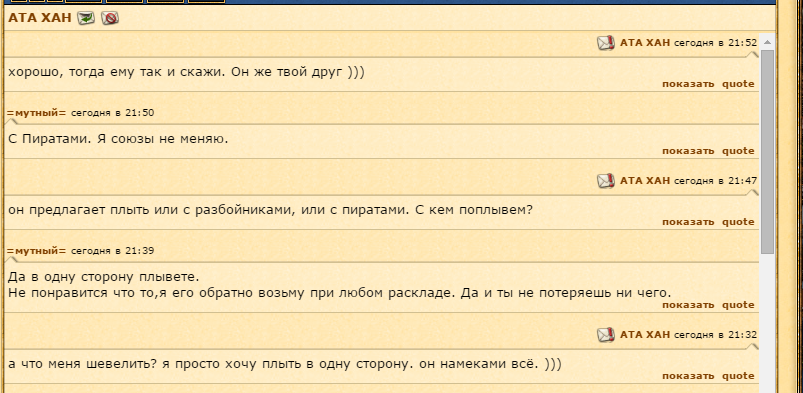 АТА ХАН
АТА ХАН сегодня в 21:52
хорошо, тогда ему так и скажи. Он же твой друг )))
показать quote
=мутный= сегодня в 21:50
С Пиратами. Я союзы не меняю.
показать quote
АТА ХАН сегодня в 21:47
он предлагает плыть или с разбойниками, или с пиратами. С кем поплывем?
показать quote
=мутный= сегодня в 21:39
Да в одну сторону плывете.
Не понравится что то,я его обратно возьму при любом раскладе. Да и ты не потеряешь ни чего.
показать quote
АТА ХАН сегодня в 21:32
а что меня шевелить? я просто хочу плыть в одну сторону. он намеками всё. )))
показать quote